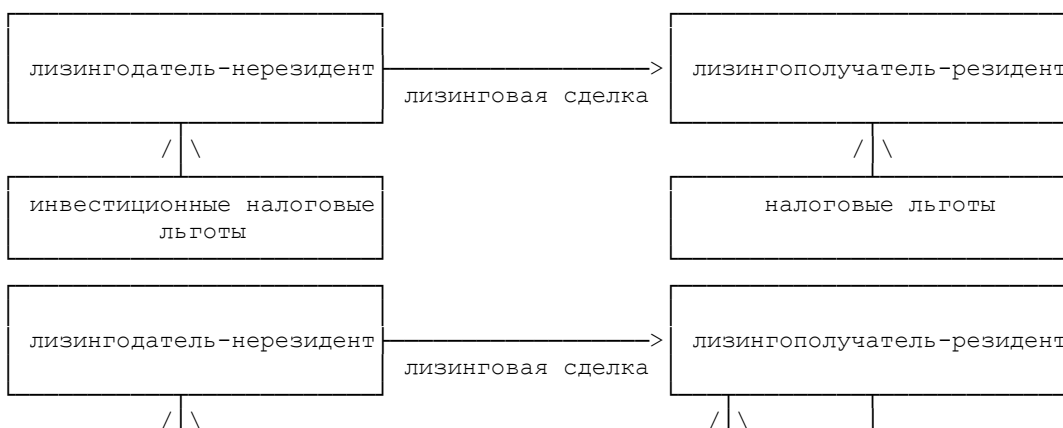 лизингодатель-нерезидент
лизингополучатель-резидент
лизинговая сделка
инвестиционные налоговые
льготы
налоговые льготы
лизингодатель-нерезидент
лизингополучатель-резидент
лизинговая сделка